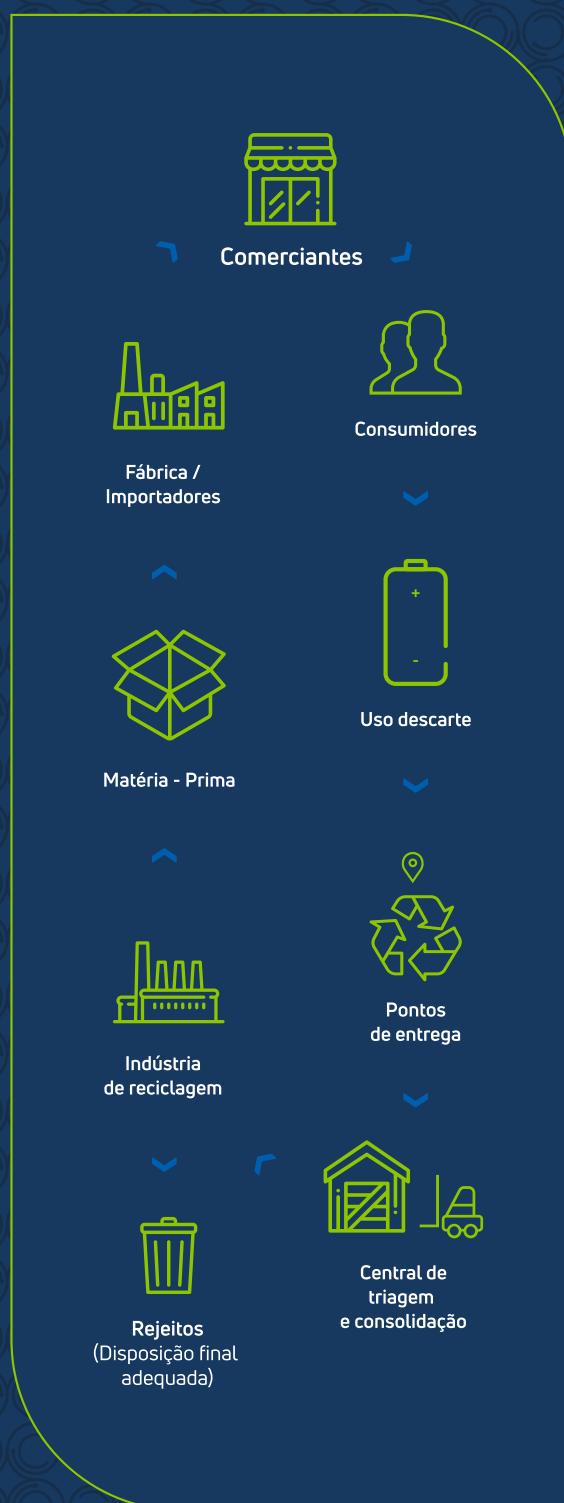 Comerciantes
Consumidores
Fábrica /
Importadores
+
-
Uso descarte
Matéria - Prima
Pontos
de entrega
Indústria
de reciclagem
Central de
triagem
e consolidação
Rejeitos
(Disposição final
adequada)